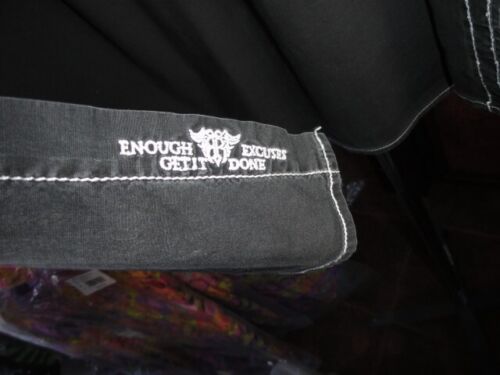 ENOUGH EXCUSES
GET IT DONE